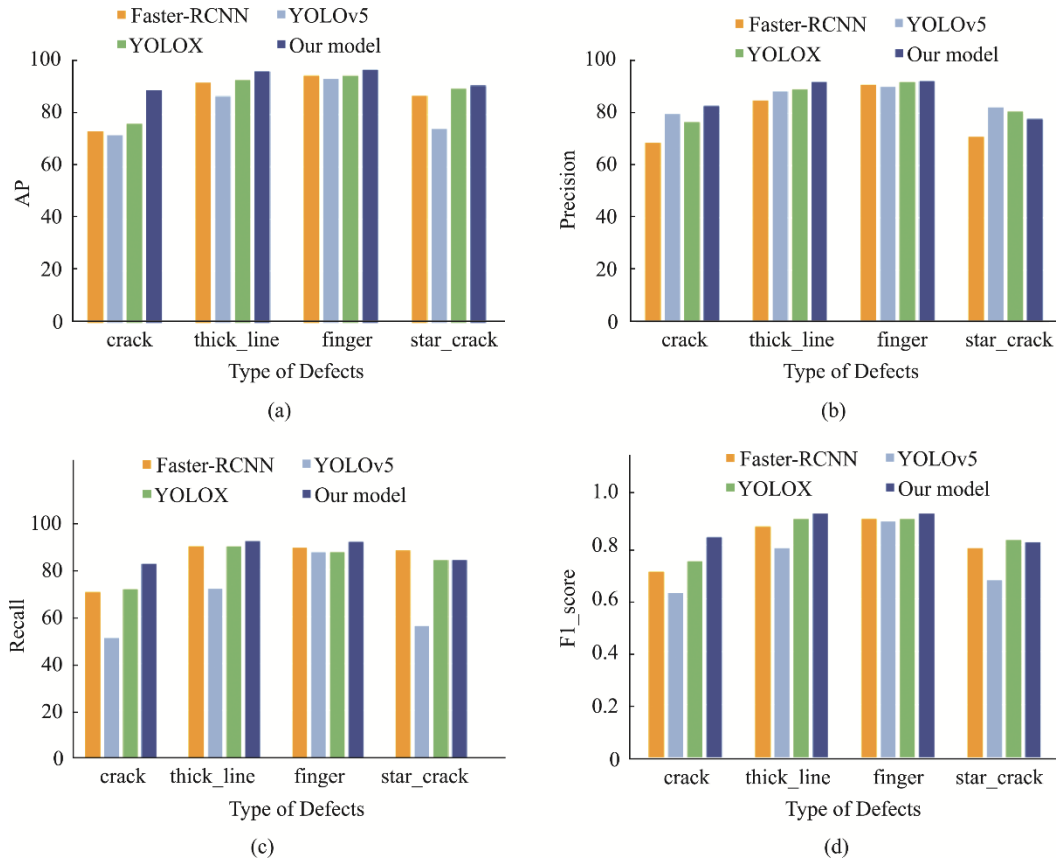 Faster-RCNN YOLOv5
YOLOX Our model
100
80
60
40
20
0
AP
crack thick_line finger star_crack
Type of Defects
(a)
Faster-RCNN YOLOv5
YOLOX Our model
100
80
60
40
20
0
Precision
crack thick_line finger star_crack
Type of Defects
(b)
Faster-RCNN YOLOv5
YOLOX Our model
100
80
60
40
20
0
Recall
crack thick_line finger star_crack
Type of Defects
(c)
Faster-RCNN YOLOv5
YOLOX Our model
1.0
0.8
0.6
0.4
0.2
0
F1_score
crack thick_line finger star_crack
Type of Defects
(d)